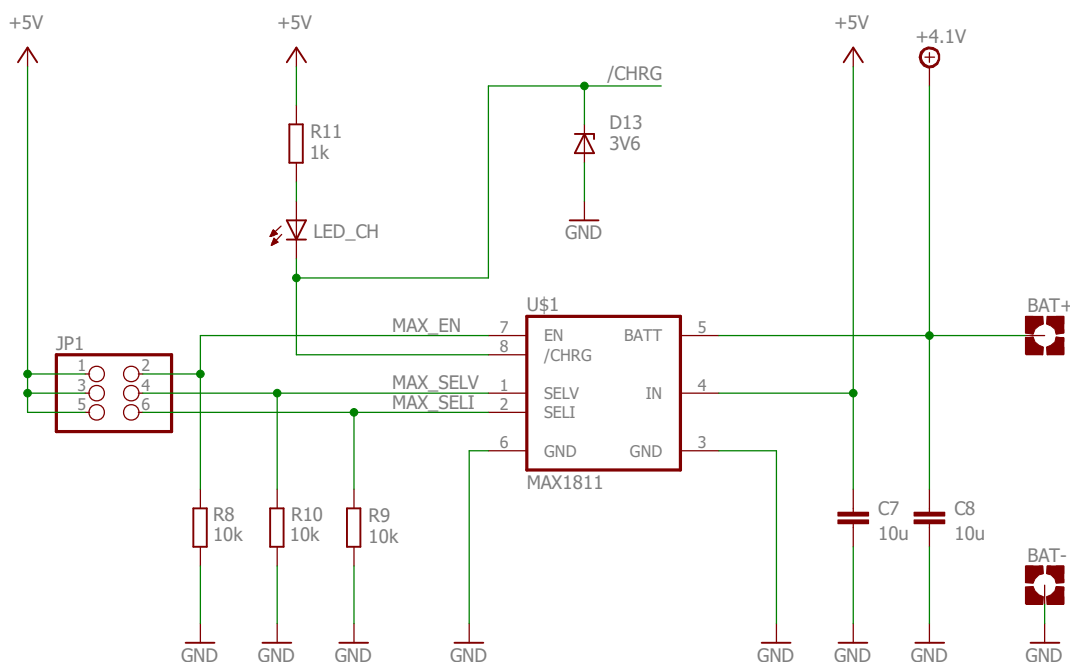 +5V
+5V
+5V
+4.1V
/CHRG
R11
1k
D13
3V6
GND
LED_CH
U$1
BAT+
MAX_EN
7
EN
BATT
5
8
/CHRG
JP1
1
2
3
4
5
6
MAX_SELV
1
SELV
IN
4
MAX_SELI
2
SELI
6
GND
GND
3
MAX1811
R8
10k
R10
10k
R9
10k
C7
10u
C8
10u
BAT-
GND
GND
GND
GND
GND
GND
GND
GND